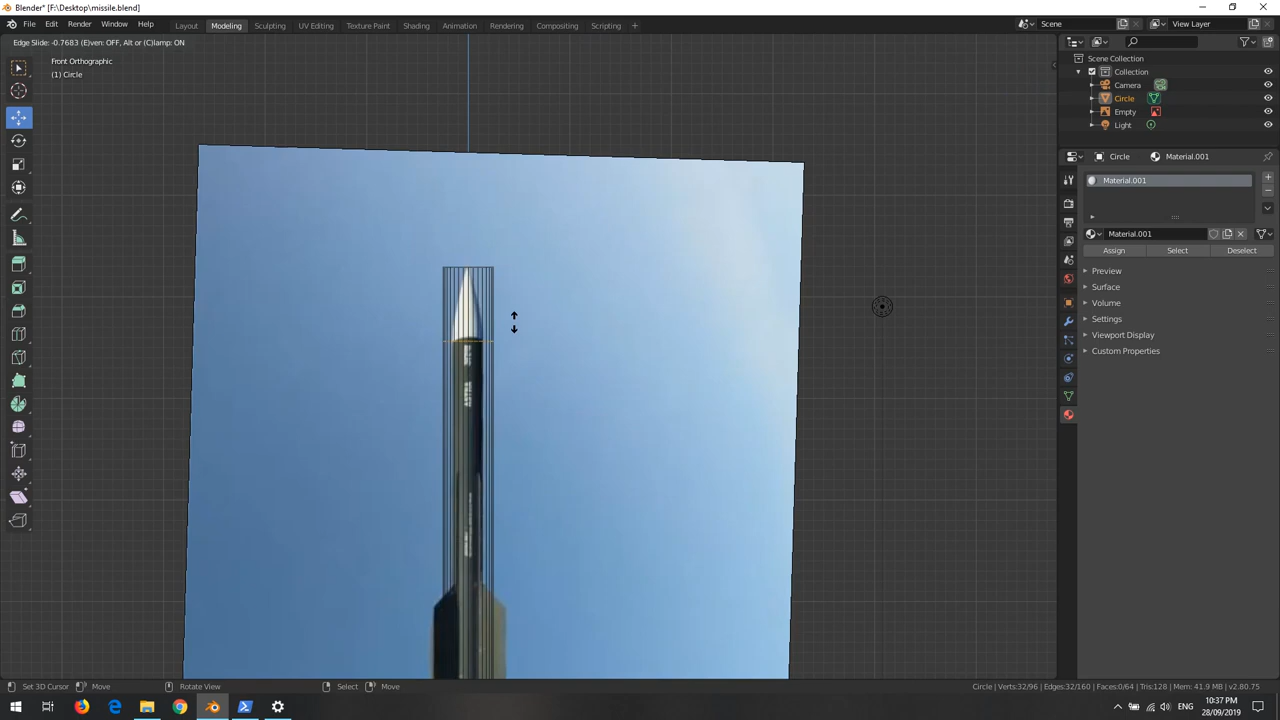 Blender* [F:\Desktop\missile.blend]
File Edit Render Window Help
Layout Modeling Sculpting UV Editing Texture Paint Shading Animation Rendering Compositing Scripting +
Scene
View Layer
Edge Slide: -0.7683 (E)ven: OFF, Alt or (C)lamp: ON
Front Orthographic
(1) Circle
Scene Collection
Collection
Camera
Circle
Empty
Light
Circle Material.001
Material.001
Material.001
Assign Select Deselect
Preview
Surface
Volume
Settings
Viewport Display
Custom Properties
Set 3D Cursor Move Rotate View Select Move
Circle | Verts:32/96 | Edges:32/160 | Faces:0/64 | Tris:128 | Mem: 41.9 MB | v2.80.75
ENG
10:37 PM
28/09/2019